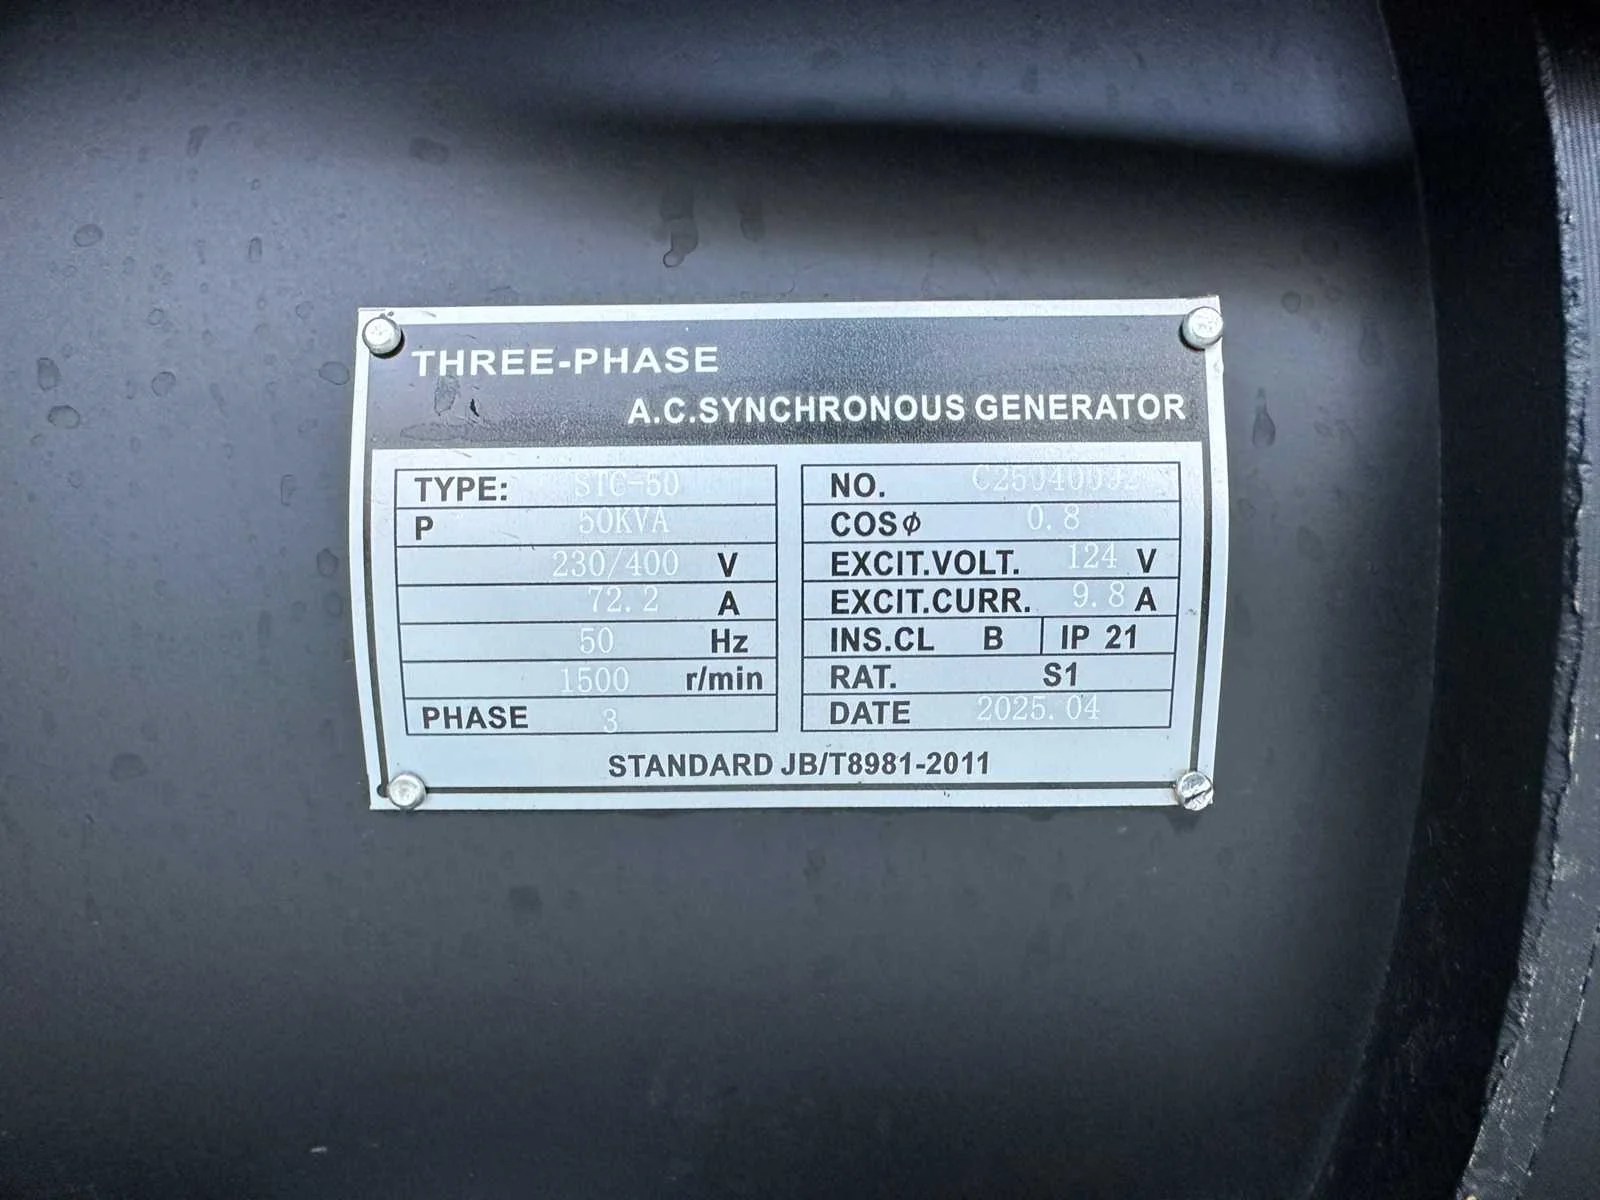 THREE-PHASE
A.C.SYNCHRONOUS GENERATOR
TYPE: STC-50
P 50KVA
230/400 V
72.2 A
50 Hz
1500 r/min
PHASE 3
NO.
COSφ 0.8
EXCIT.VOLT. 124 V
EXCIT.CURR. 9.8 A
INS.CL B IP 21
RAT. S1
DATE 2025.04
STANDARD JB/T8981-2011